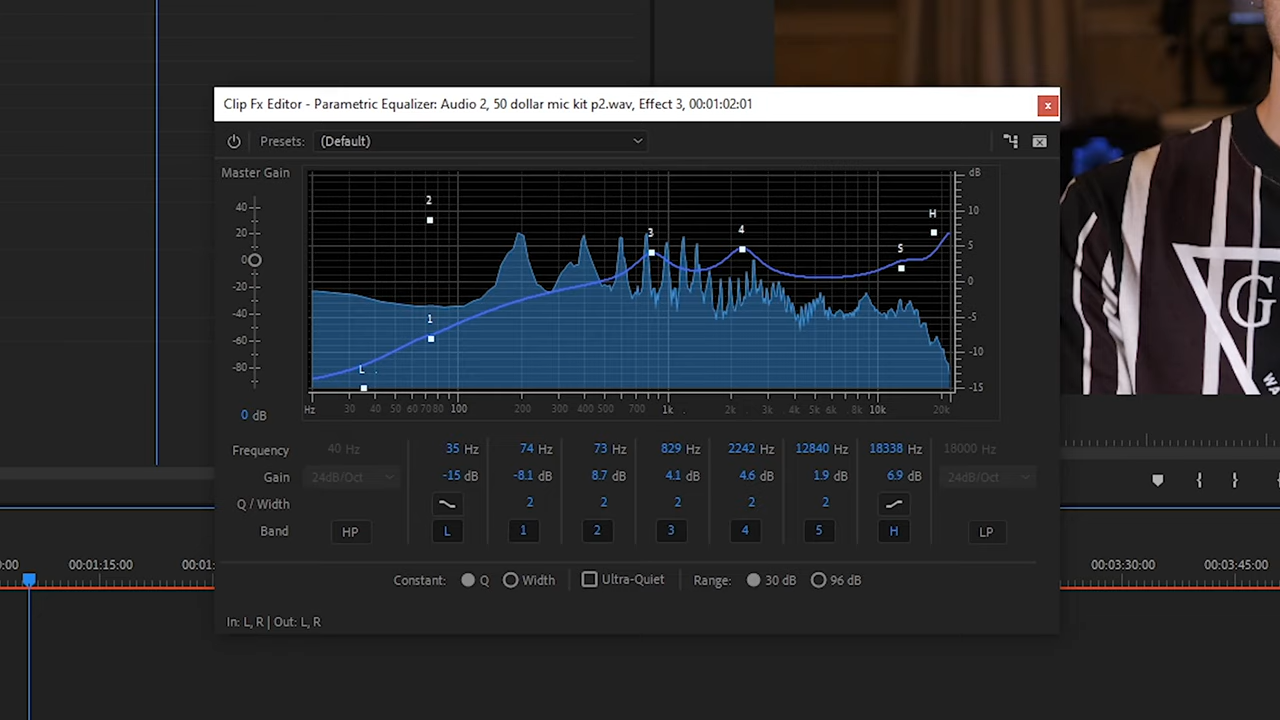 Clip Fx Editor - Parametric Equalizer: Audio 2, 50 dollar mic kit p2.wav, Effect 3, 00:01:02:01
x
Presets: (Default)
Master Gain
dB
40
20
0
-20
-40
-60
-80
0 dB
2
1
L
3
4
S
H
10
5
0
-5
-10
-15
Hz 30 40 50 60 70 80 100 200 300 400 500 700 1k 2k 3k 4k 5k 6k 10k 20k
Frequency 40 Hz 35 Hz 74 Hz 73 Hz 829 Hz 2242 Hz 12840 Hz 18338 Hz 18000 Hz
Gain 24dB/Oct -15 dB -8.1 dB 8.7 dB 4.1 dB 4.6 dB 1.9 dB 6.9 dB 24dB/Oct
Q / Width 2 2 2 2 2
Band HP L 1 2 3 4 5 H LP
Constant: Q Width Ultra-Quiet Range: 30 dB 96 dB
In: L, R | Out: L, R
:00 00:01:15:00 00:01: 00:03:30:00 00:03:45:00
G
WA